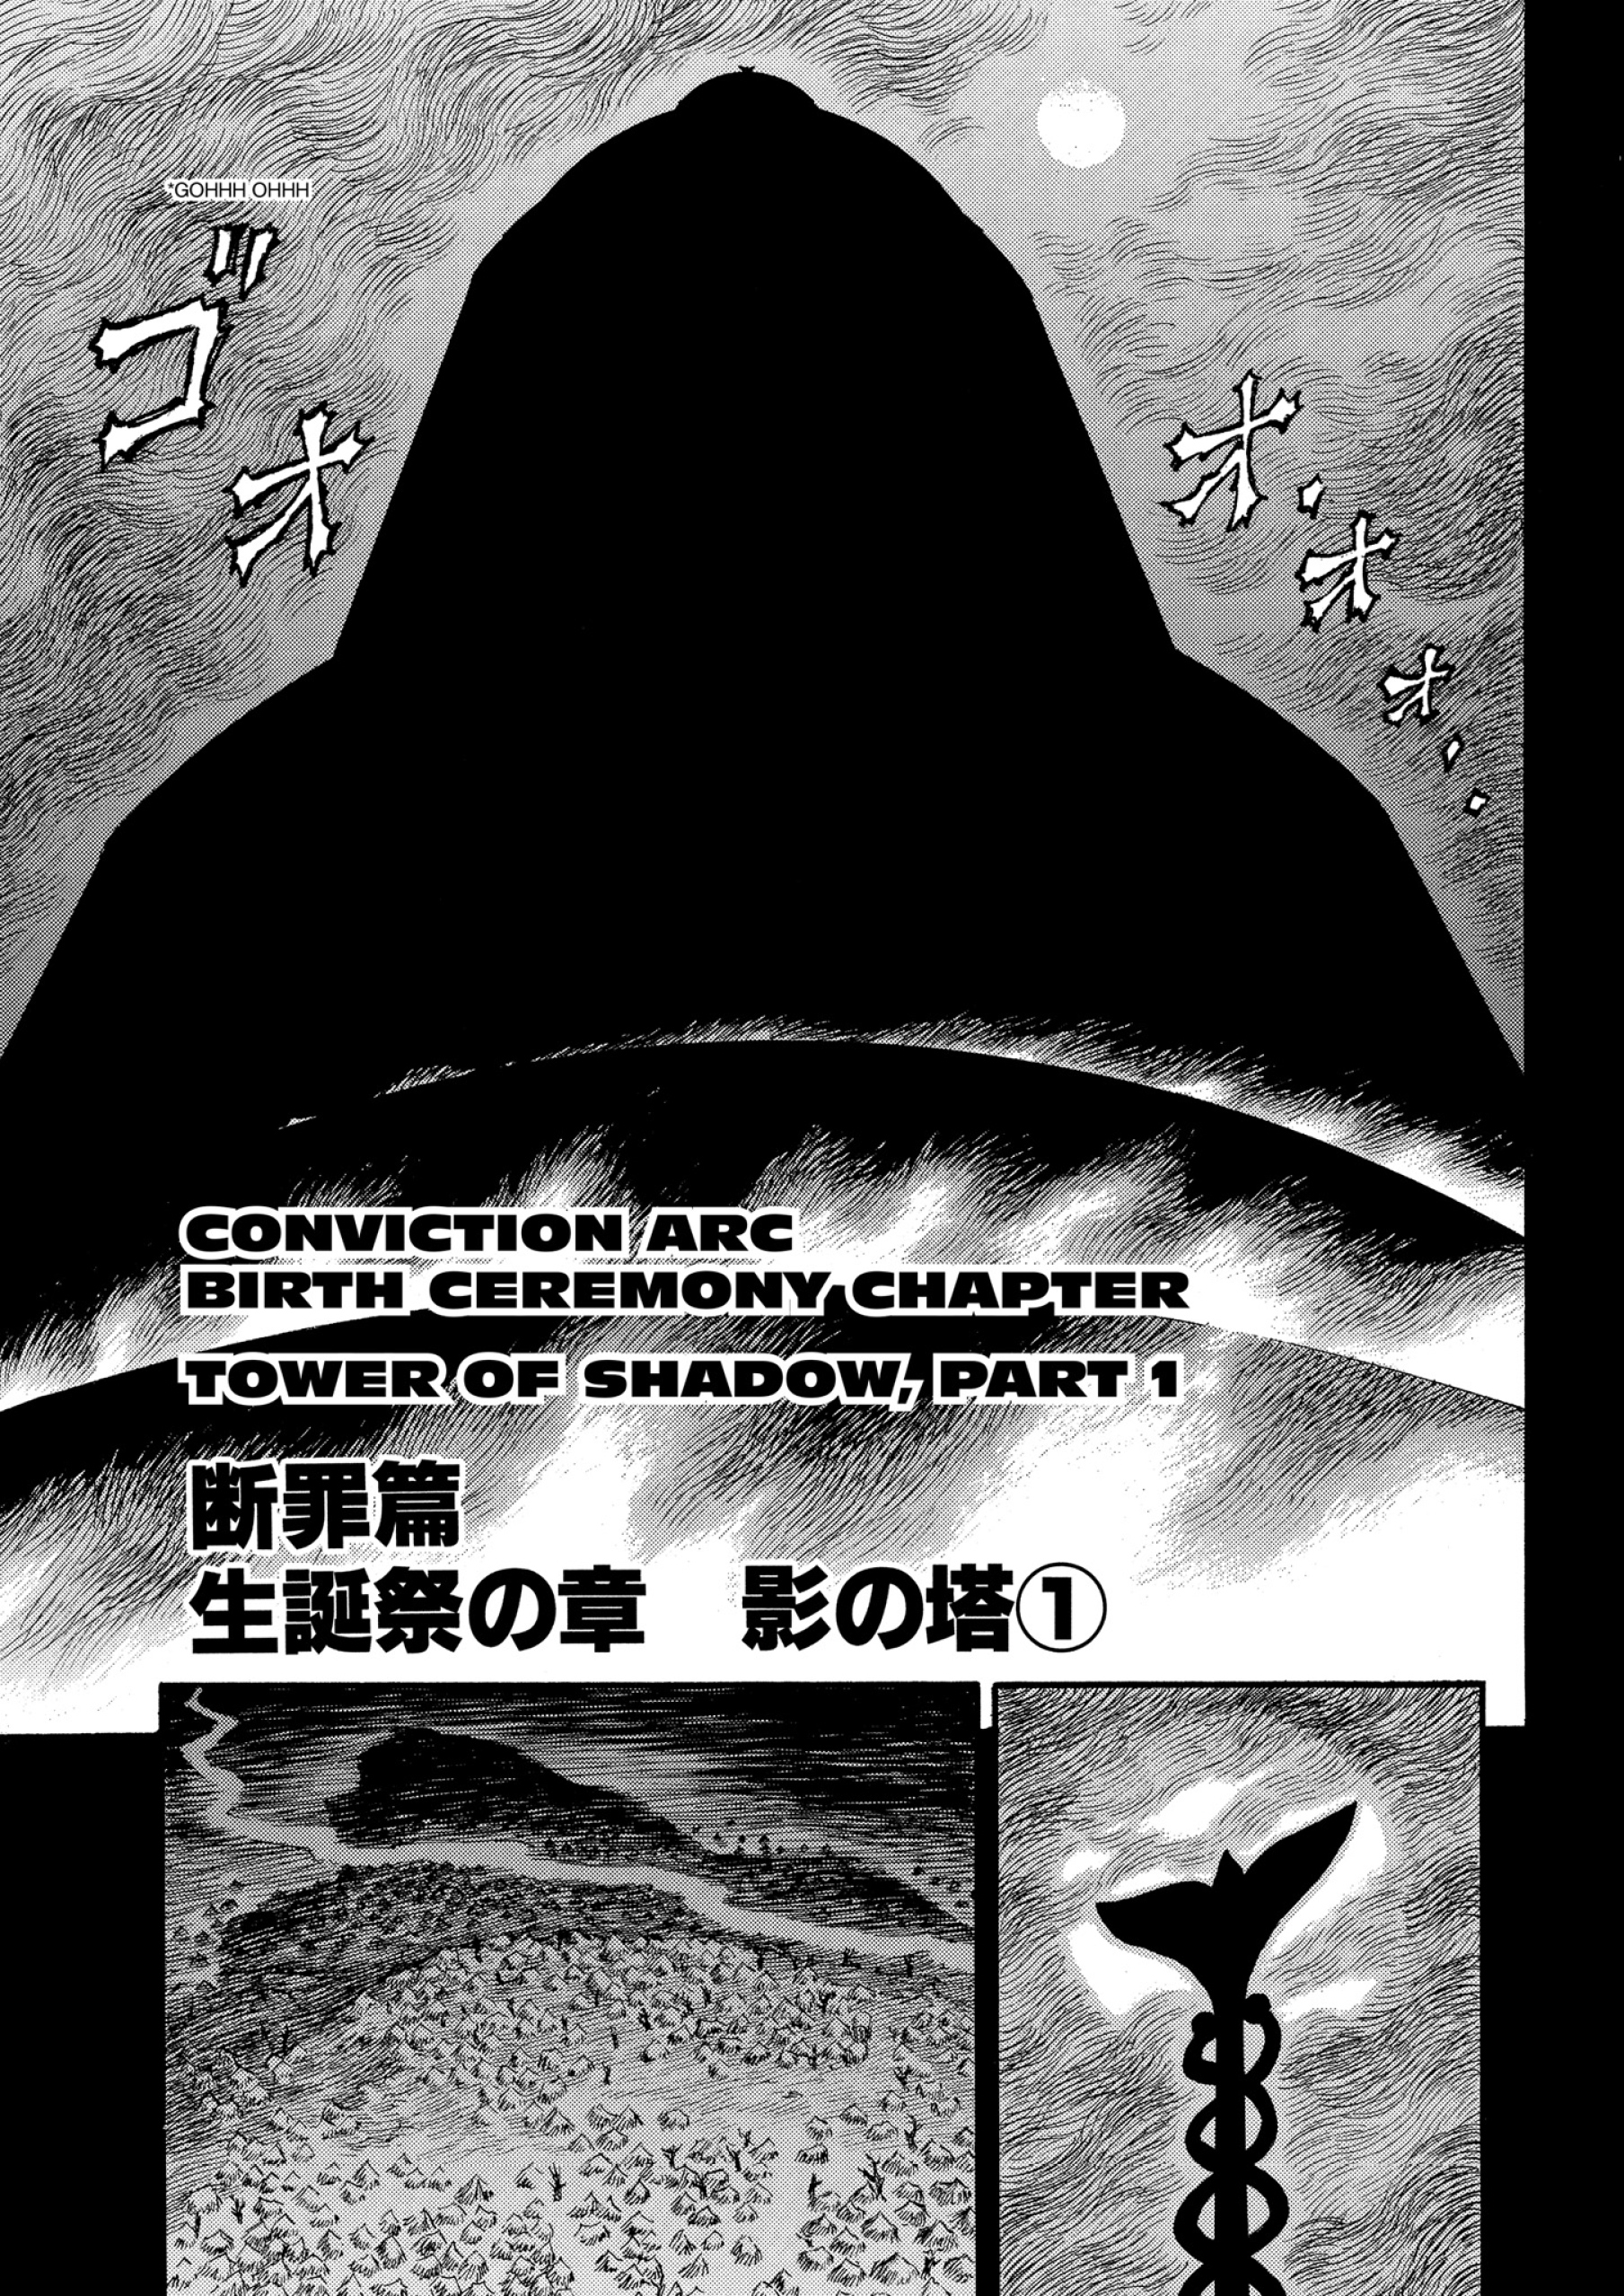 *GOHHH OHHH
ゴオ
オ、オォ...
CONVICTION ARC
BIRTH CEREMONY CHAPTER
TOWER OF SHADOW, PART 1
断罪篇
生誕祭の章　影の塔①